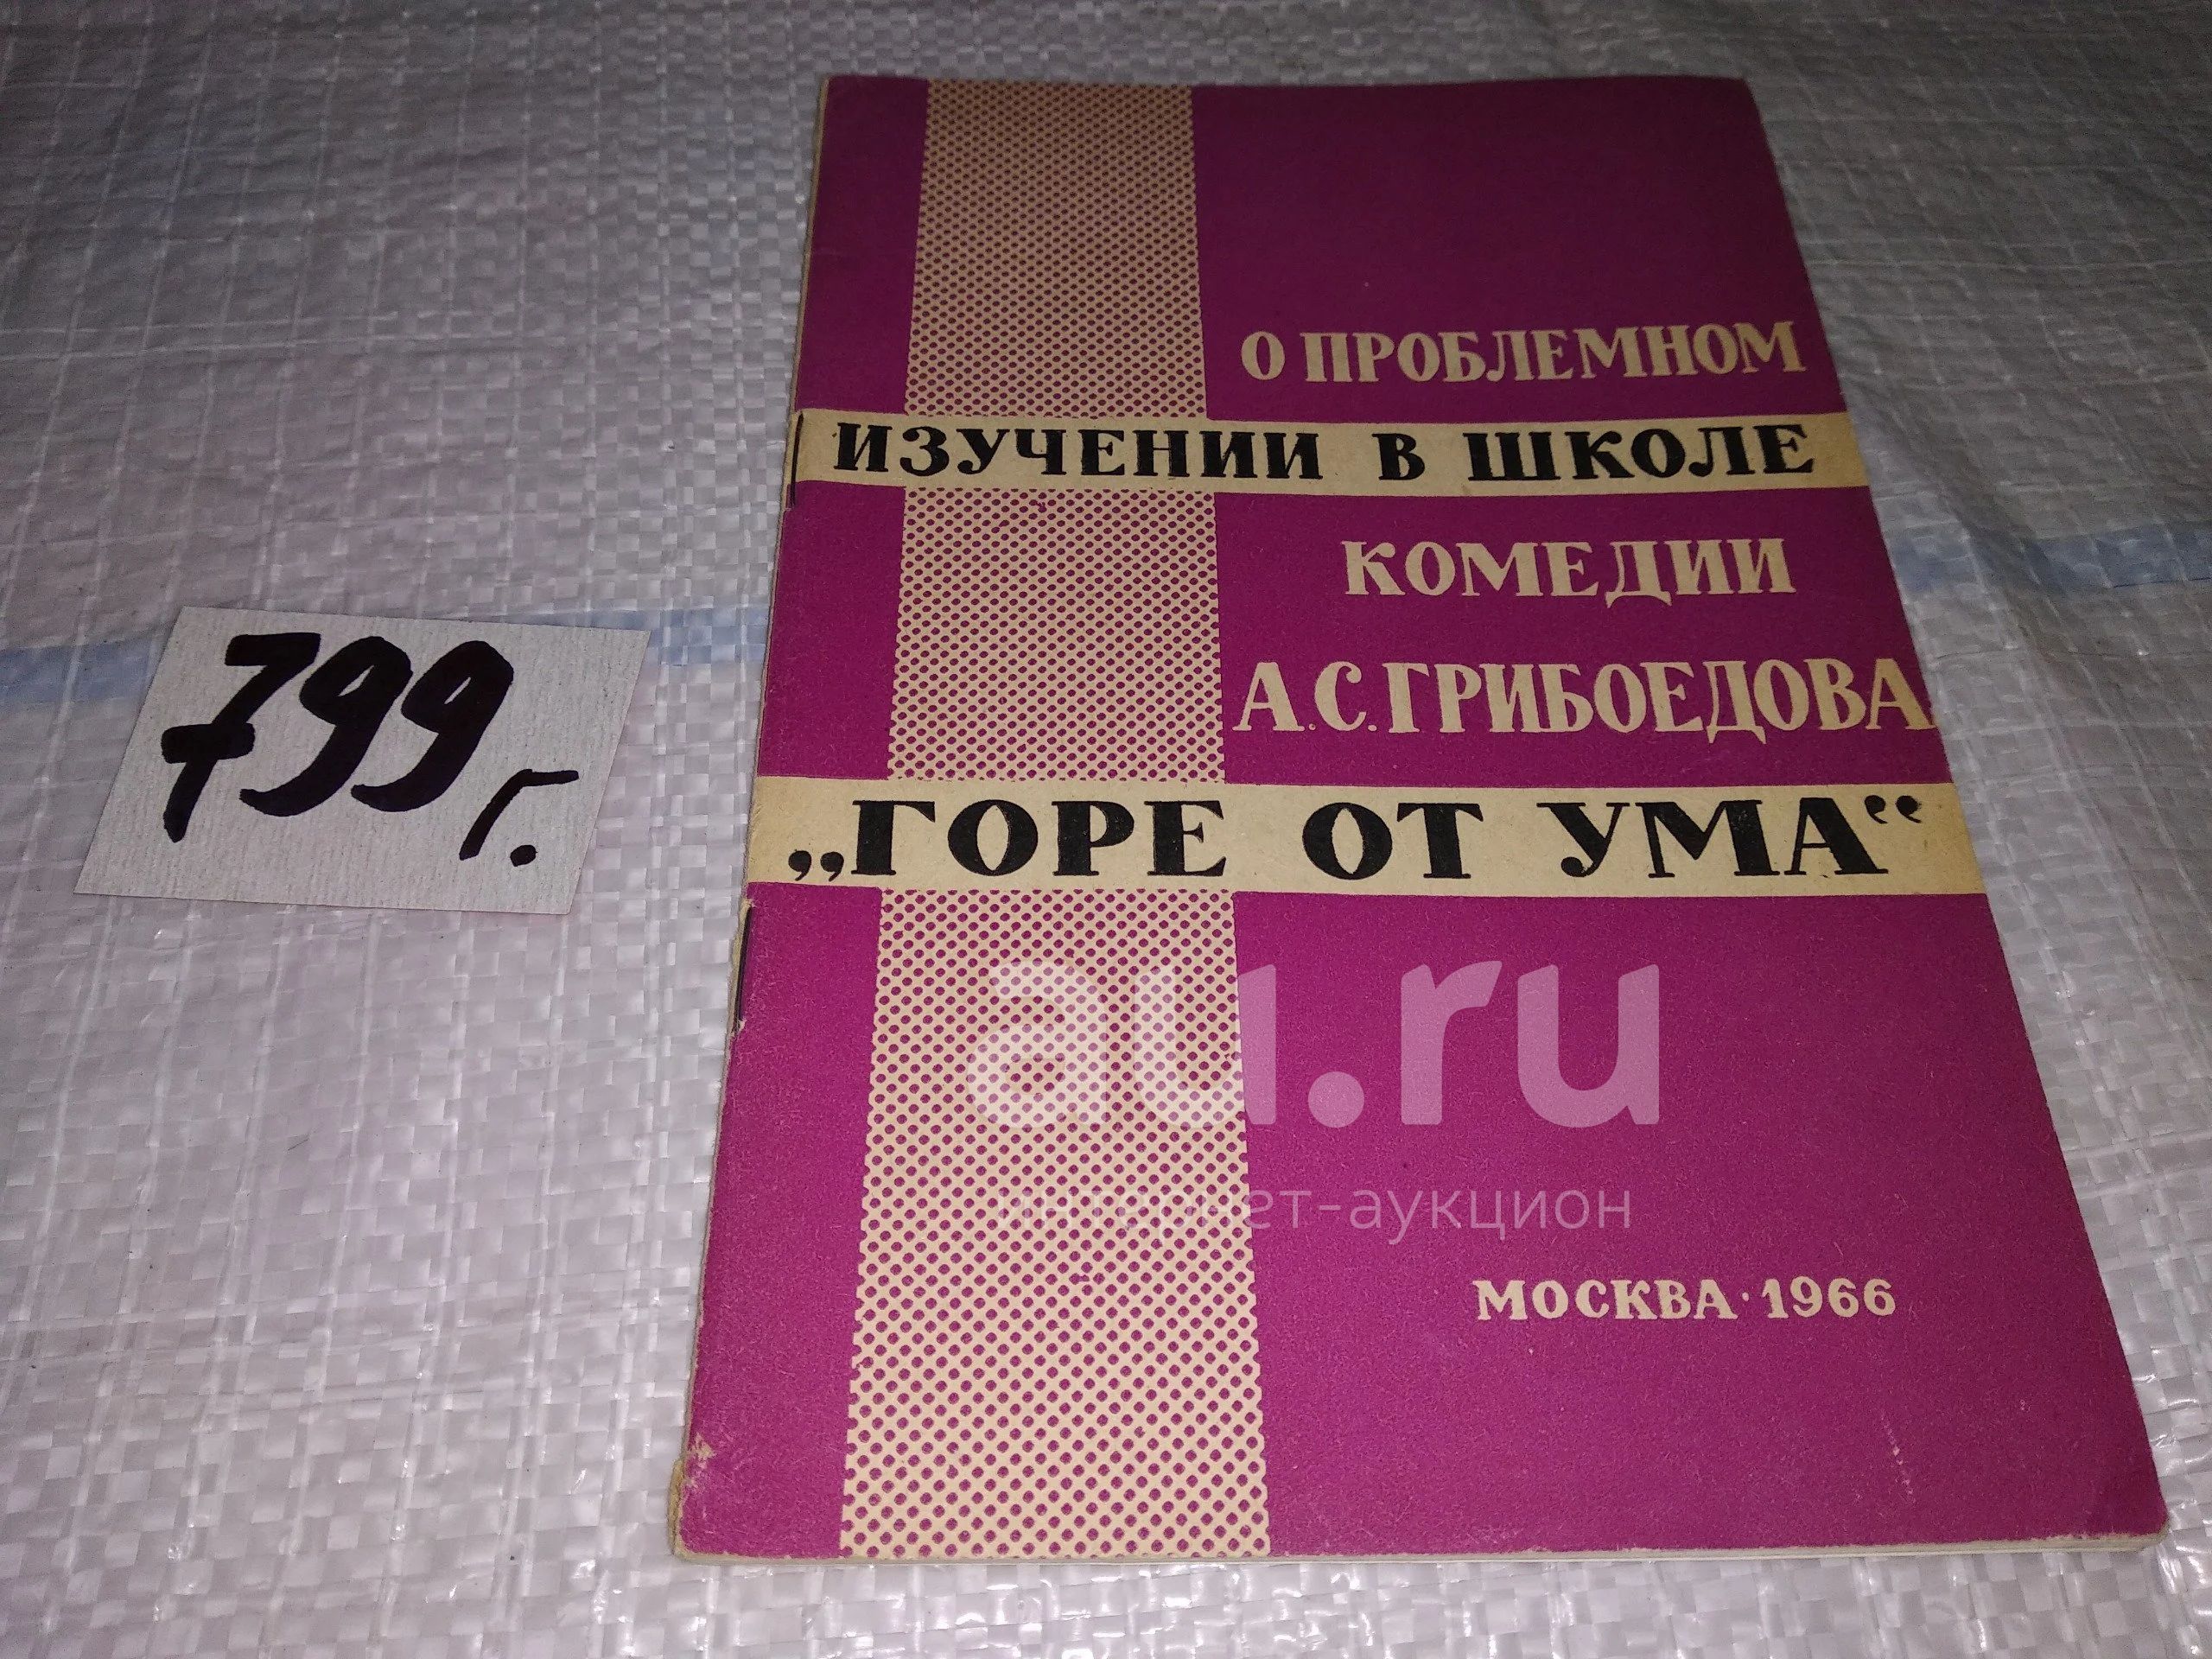 О ПРОБЛЕМНОМ
ИЗУЧЕНИИ В ШКОЛЕ
КОМЕДИИ
А.С.ГРИБОЕДОВА
„ГОРЕ ОТ УМА“
799 г.
au.ru
интернет-аукцион
МОСКВА·1966